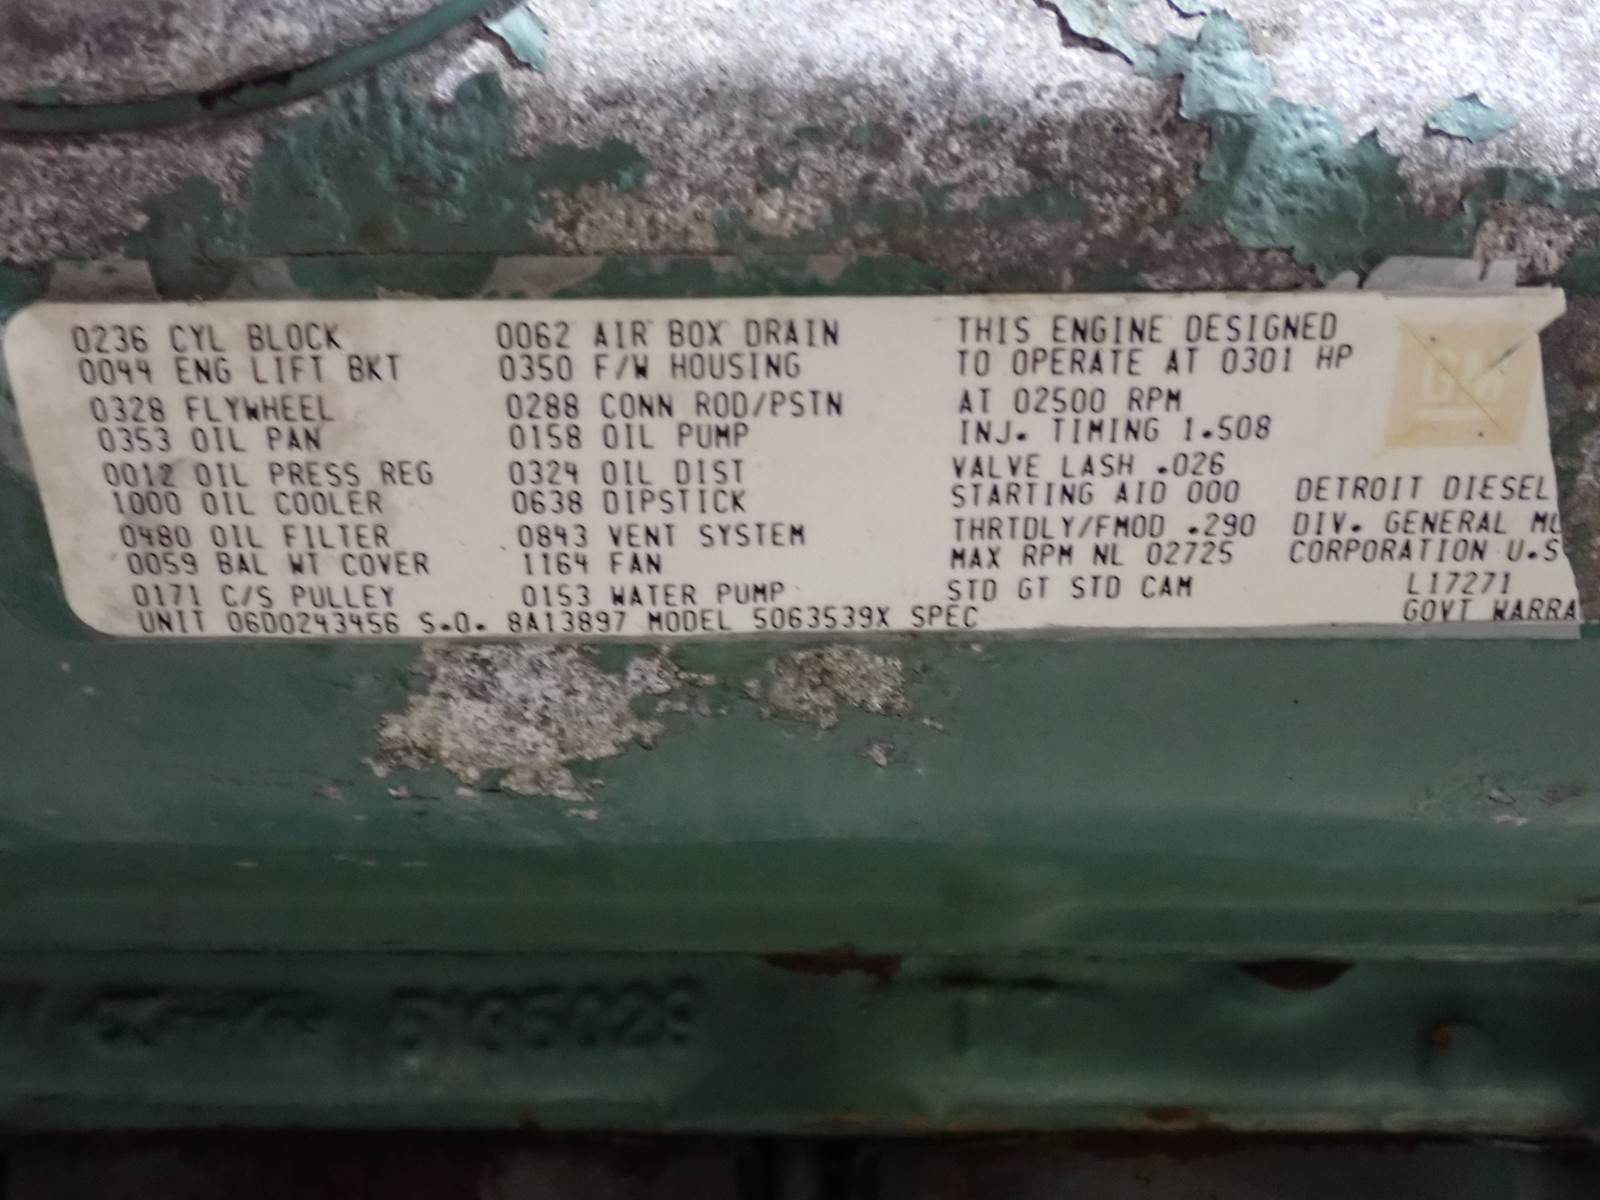 0236 CYL BLOCK
0044 ENG LIFT BKT
0328 FLYWHEEL
0353 OIL PAN
0012 OIL PRESS REG
1000 OIL COOLER
0480 OIL FILTER
0059 BAL WT COVER
0171 C/S PULLEY
0062 AIR BOX DRAIN
0350 F/W HOUSING
0288 CONN ROD/PSTN
0158 OIL PUMP
0324 OIL DIST
0638 DIPSTICK
0843 VENT SYSTEM
1164 FAN
0153 WATER PUMP
THIS ENGINE DESIGNED
TO OPERATE AT 0301 HP
AT 02500 RPM
INJ. TIMING 1.508
VALVE LASH .026
STARTING AID 000
THRTDLY/FMOD .290
MAX RPM NL 02725
STD GT STD CAM
GM
DETROIT DIESEL
DIV. GENERAL MO
CORPORATION U.S
L17271
GOVT WARRA
UNIT 06D0243456 S.O. 8A13897 MODEL 5063539X SPEC